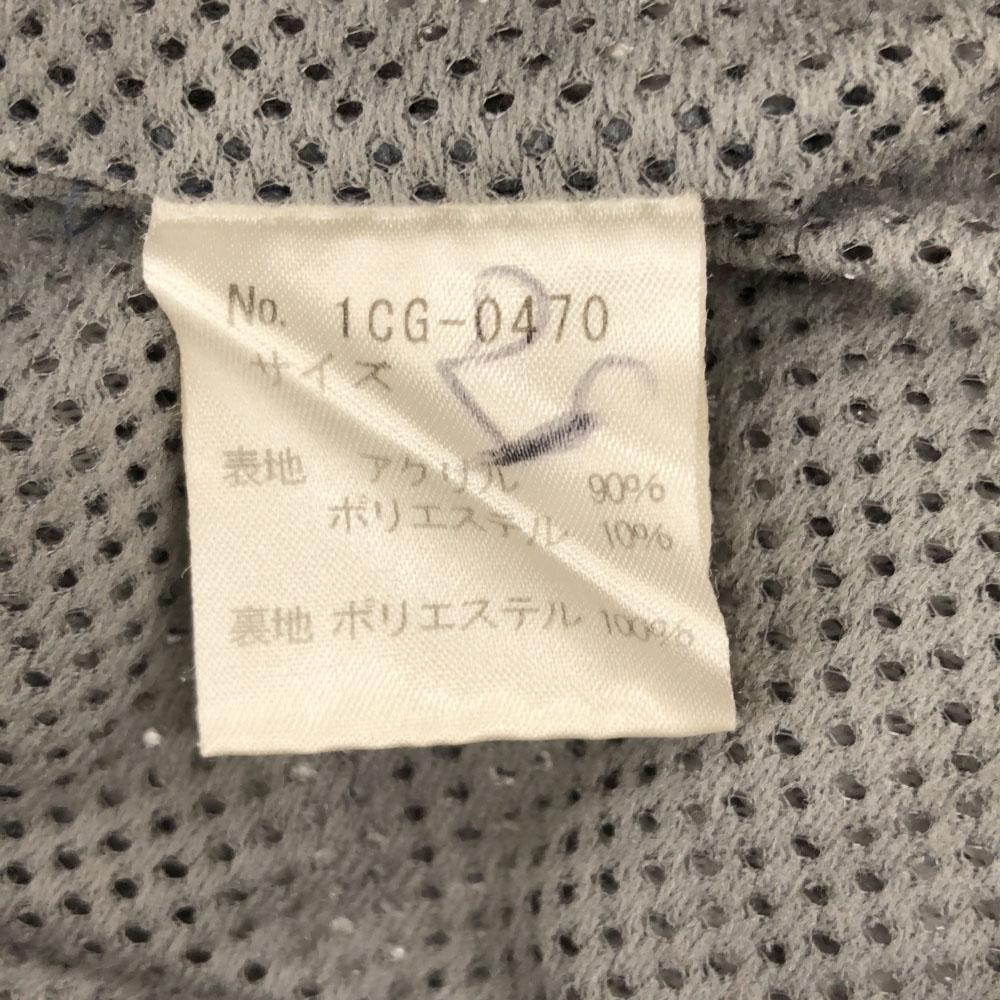 No. 1CG-0470
サイズ
表地 アクリル 90%
ポリエステル 10%
裏地 ポリエステル 100%